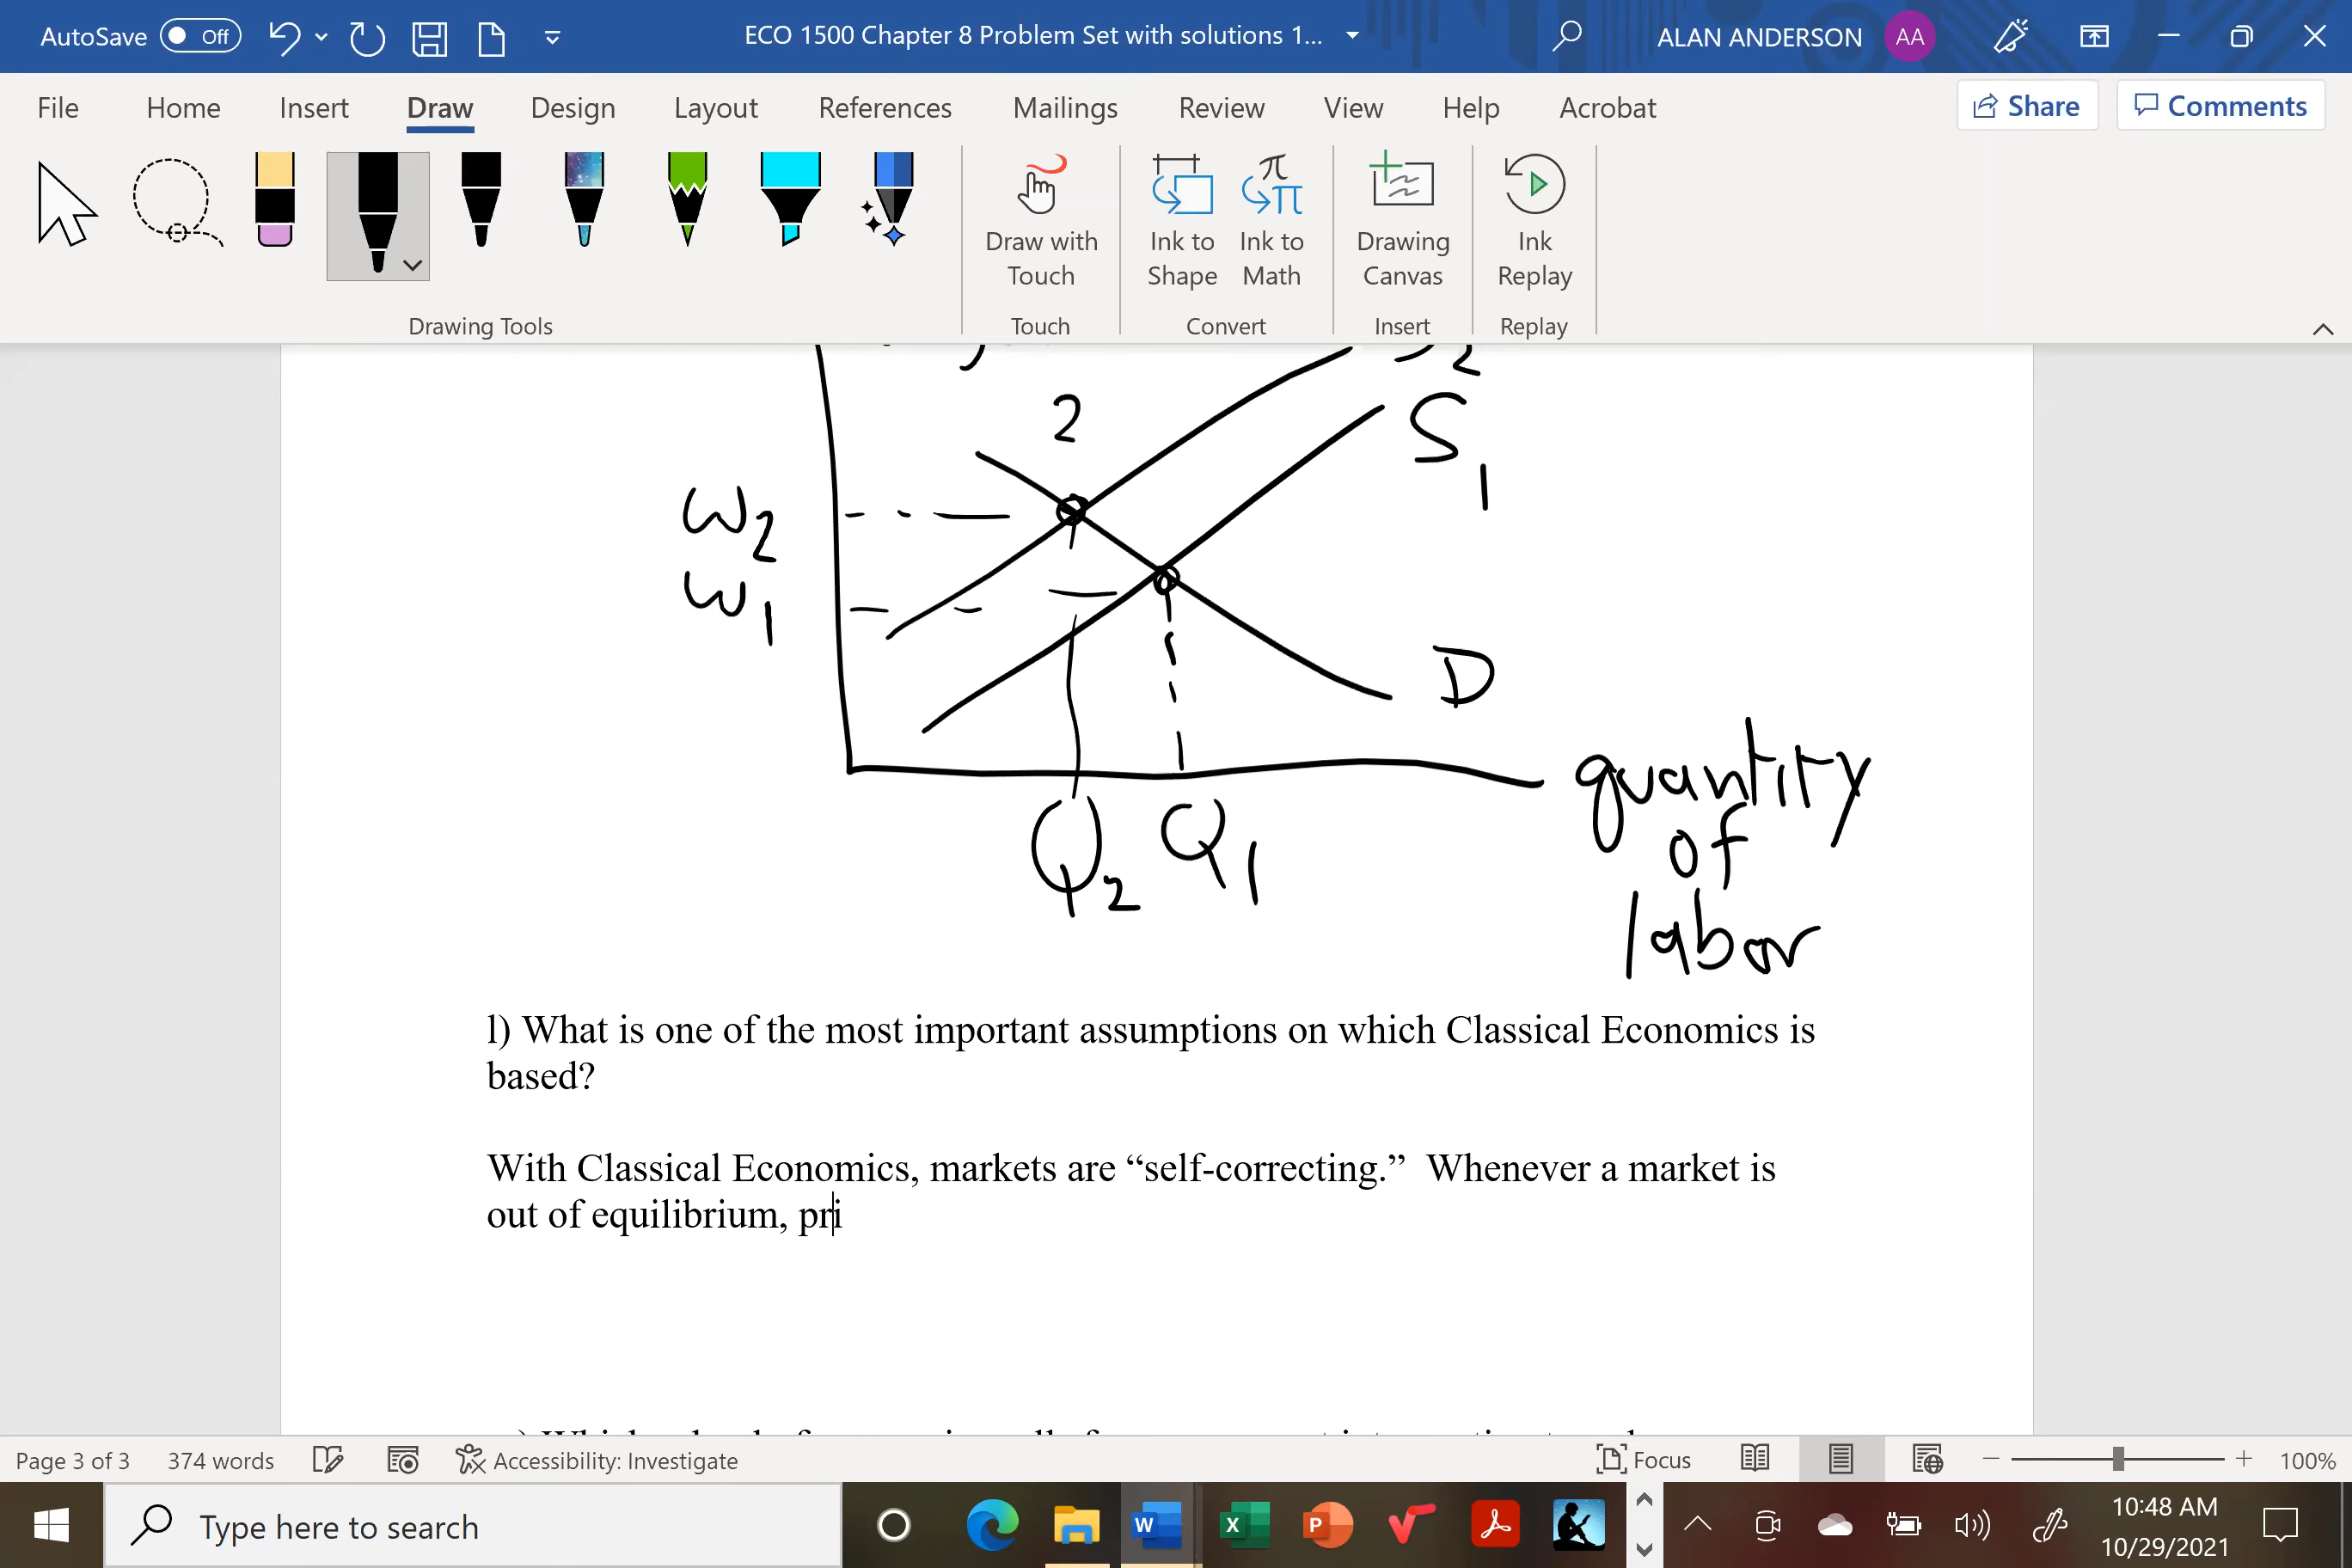 AutoSave Off ECO 1500 Chapter 8 Problem Set with solutions 1... ALAN ANDERSON AA
File Home Insert Draw Design Layout References Mailings Review View Help Acrobat Share Comments
Draw with Touch
Ink to Shape
Ink to Math
Drawing Canvas
Ink Replay
Drawing Tools Touch Convert Insert Replay
2
S1
W2
W1
D
Q2 Q1
quantity
of
labor
l) What is one of the most important assumptions on which Classical Economics is
based?
With Classical Economics, markets are “self-correcting.” Whenever a market is
out of equilibrium, pri
Page 3 of 3 374 words Accessibility: Investigate Focus 100%
Type here to search
10:48 AM
10/29/2021